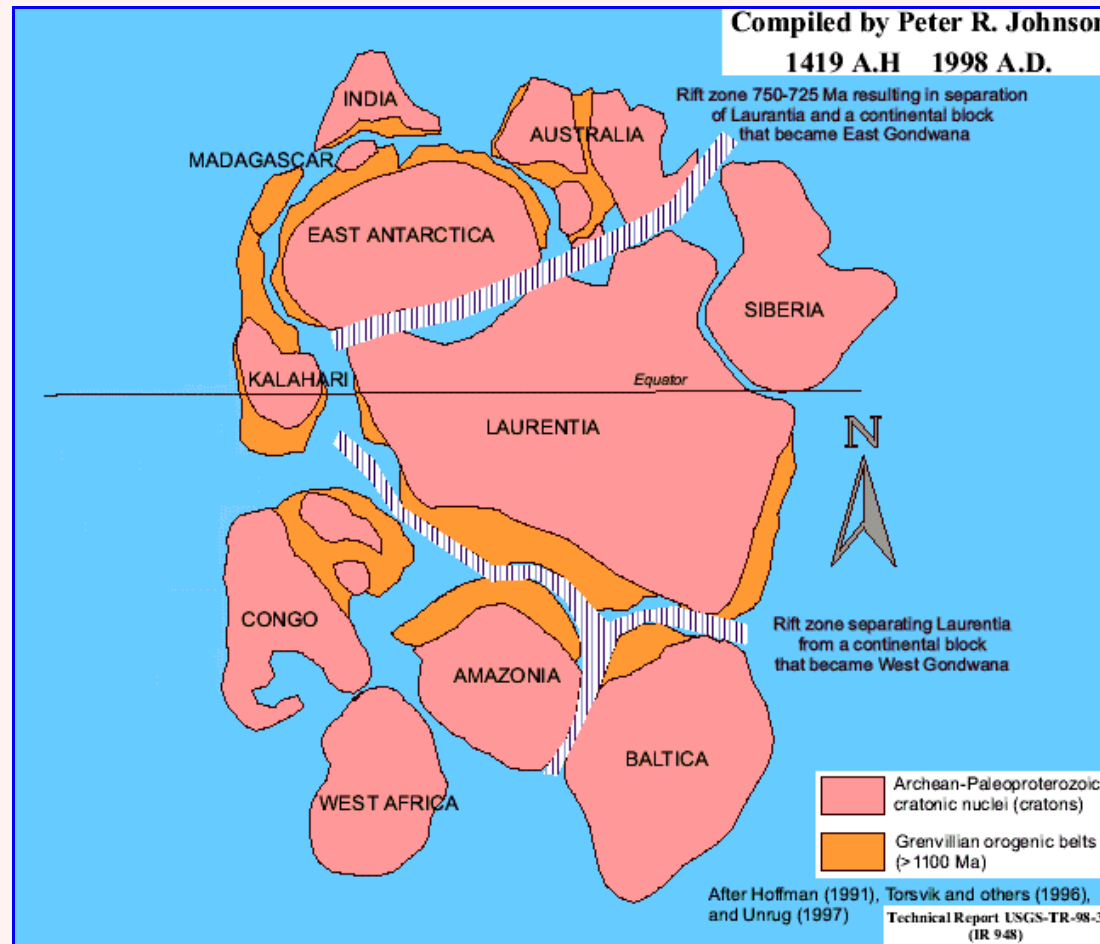 Compiled by Peter R. Johnson
1419 A.H 1998 A.D.
Rift zone 750-725 Ma resulting in separation
of Laurantia and a continental block
that became East Gondwana
INDIA
AUSTRALIA
MADAGASCAR
EAST ANTARCTICA
SIBERIA
KALAHARI
Equator
LAURENTIA
N
CONGO
Rift zone separating Laurentia
from a continental block
that became West Gondwana
AMAZONIA
BALTICA
WEST AFRICA
Archean-Paleoproterozoic
cratonic nuclei (cratons)
Grenvillian orogenic belts
(>1100 Ma)
After Hoffman (1991), Torsvik and others (1996),
and Unrug (1997)
Technical Report USGS-TR-98-3
(IR 948)